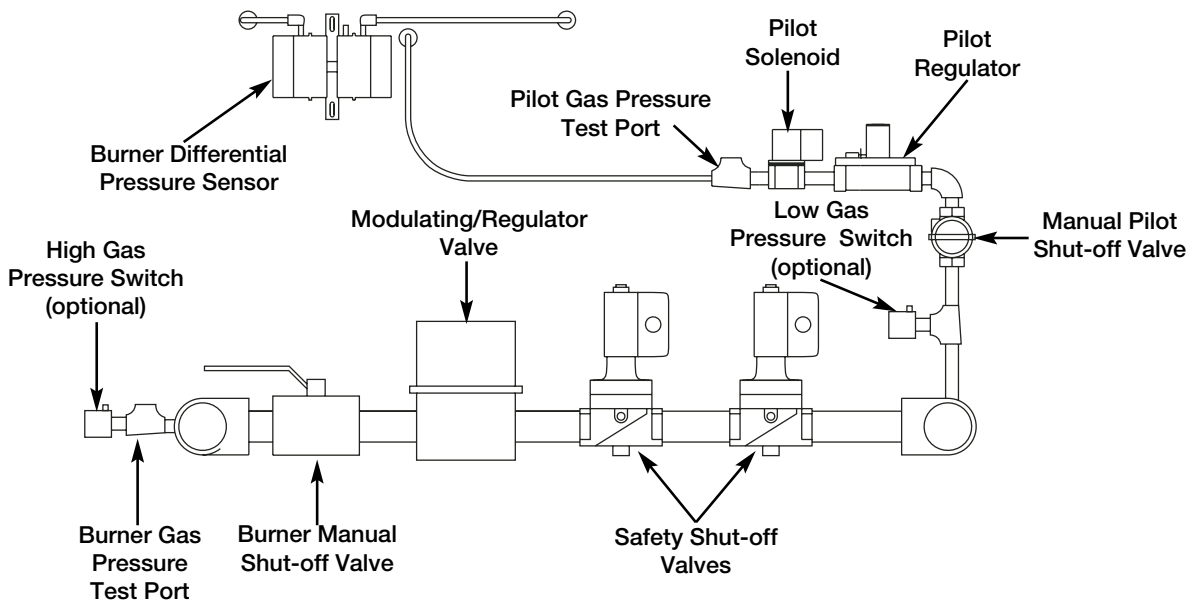 Pilot
Solenoid
Pilot
Regulator
Pilot Gas Pressure
Test Port
Burner Differential
Pressure Sensor
Modulating/Regulator
Valve
Low Gas
Pressure Switch
(optional)
Manual Pilot
Shut-off Valve
High Gas
Pressure Switch
(optional)
Burner Gas
Pressure
Test Port
Burner Manual
Shut-off Valve
Safety Shut-off
Valves